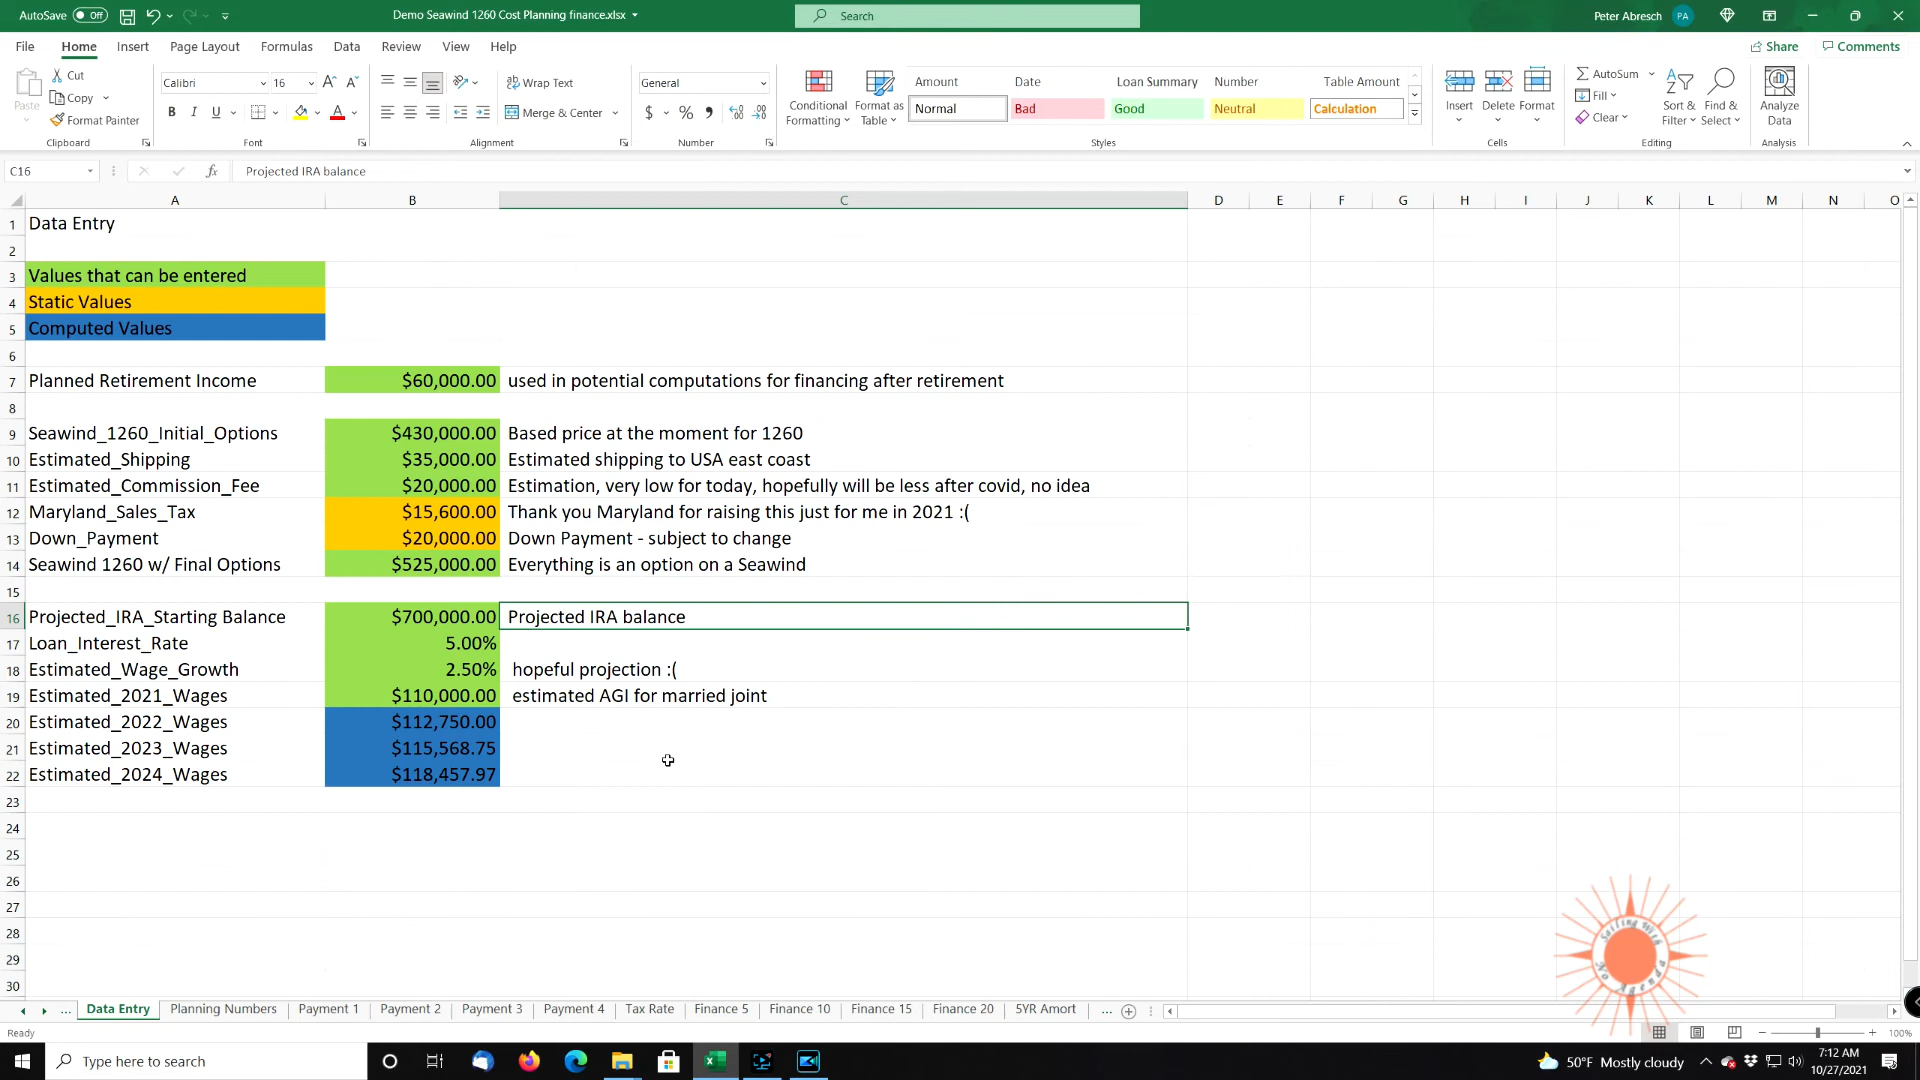 AutoSave Off
Demo Seawind 1260 Cost Planning finance.xlsx
Search
Peter Abresch PA
File Home Insert Page Layout Formulas Data Review View Help
Share Comments
Paste
Cut
Copy
Format Painter
Clipboard
Calibri 16
B I U
Font
Wrap Text
Merge & Center
Alignment
General
$ % ,
Number
Conditional Formatting
Format as Table
Amount Date Loan Summary Number Table Amount
Normal Bad Good Neutral Calculation
Styles
Insert Delete Format
Cells
AutoSum
Fill
Clear
Sort & Filter
Find & Select
Editing
Analyze Data
Analysis
C16 fx Projected IRA balance
A B C D E F G H I J K L M N O
1 Data Entry
2
3 Values that can be entered
4 Static Values
5 Computed Values
6
7 Planned Retirement Income $60,000.00 used in potential computations for financing after retirement
8
9 Seawind_1260_Initial_Options $430,000.00 Based price at the moment for 1260
10 Estimated_Shipping $35,000.00 Estimated shipping to USA east coast
11 Estimated_Commission_Fee $20,000.00 Estimation, very low for today, hopefully will be less after covid, no idea
12 Maryland_Sales_Tax $15,600.00 Thank you Maryland for raising this just for me in 2021 :(
13 Down_Payment $20,000.00 Down Payment - subject to change
14 Seawind 1260 w/ Final Options $525,000.00 Everything is an option on a Seawind
15
16 Projected_IRA_Starting Balance $700,000.00 Projected IRA balance
17 Loan_Interest_Rate 5.00%
18 Estimated_Wage_Growth 2.50% hopeful projection :(
19 Estimated_2021_Wages $110,000.00 estimated AGI for married joint
20 Estimated_2022_Wages $112,750.00
21 Estimated_2023_Wages $115,568.75
22 Estimated_2024_Wages $118,457.97
23
24
25
26
27
28
29
30
Sailing With
No Agenda
... Data Entry Planning Numbers Payment 1 Payment 2 Payment 3 Payment 4 Tax Rate Finance 5 Finance 10 Finance 15 Finance 20 5YR Amort ...
Ready
100%
Type here to search
50°F Mostly cloudy
7:12 AM
10/27/2021